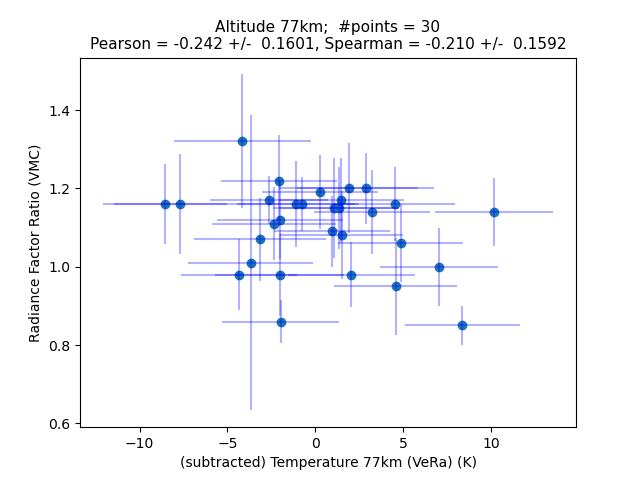 Altitude 77km;  #points = 30
Pearson = -0.242 +/-  0.1601, Spearman = -0.210 +/-  0.1592
Radiance Factor Ratio (VMC)
1.4
1.2
1.0
0.8
0.6
−10
−5
0
5
10
(subtracted) Temperature 77km (VeRa) (K)